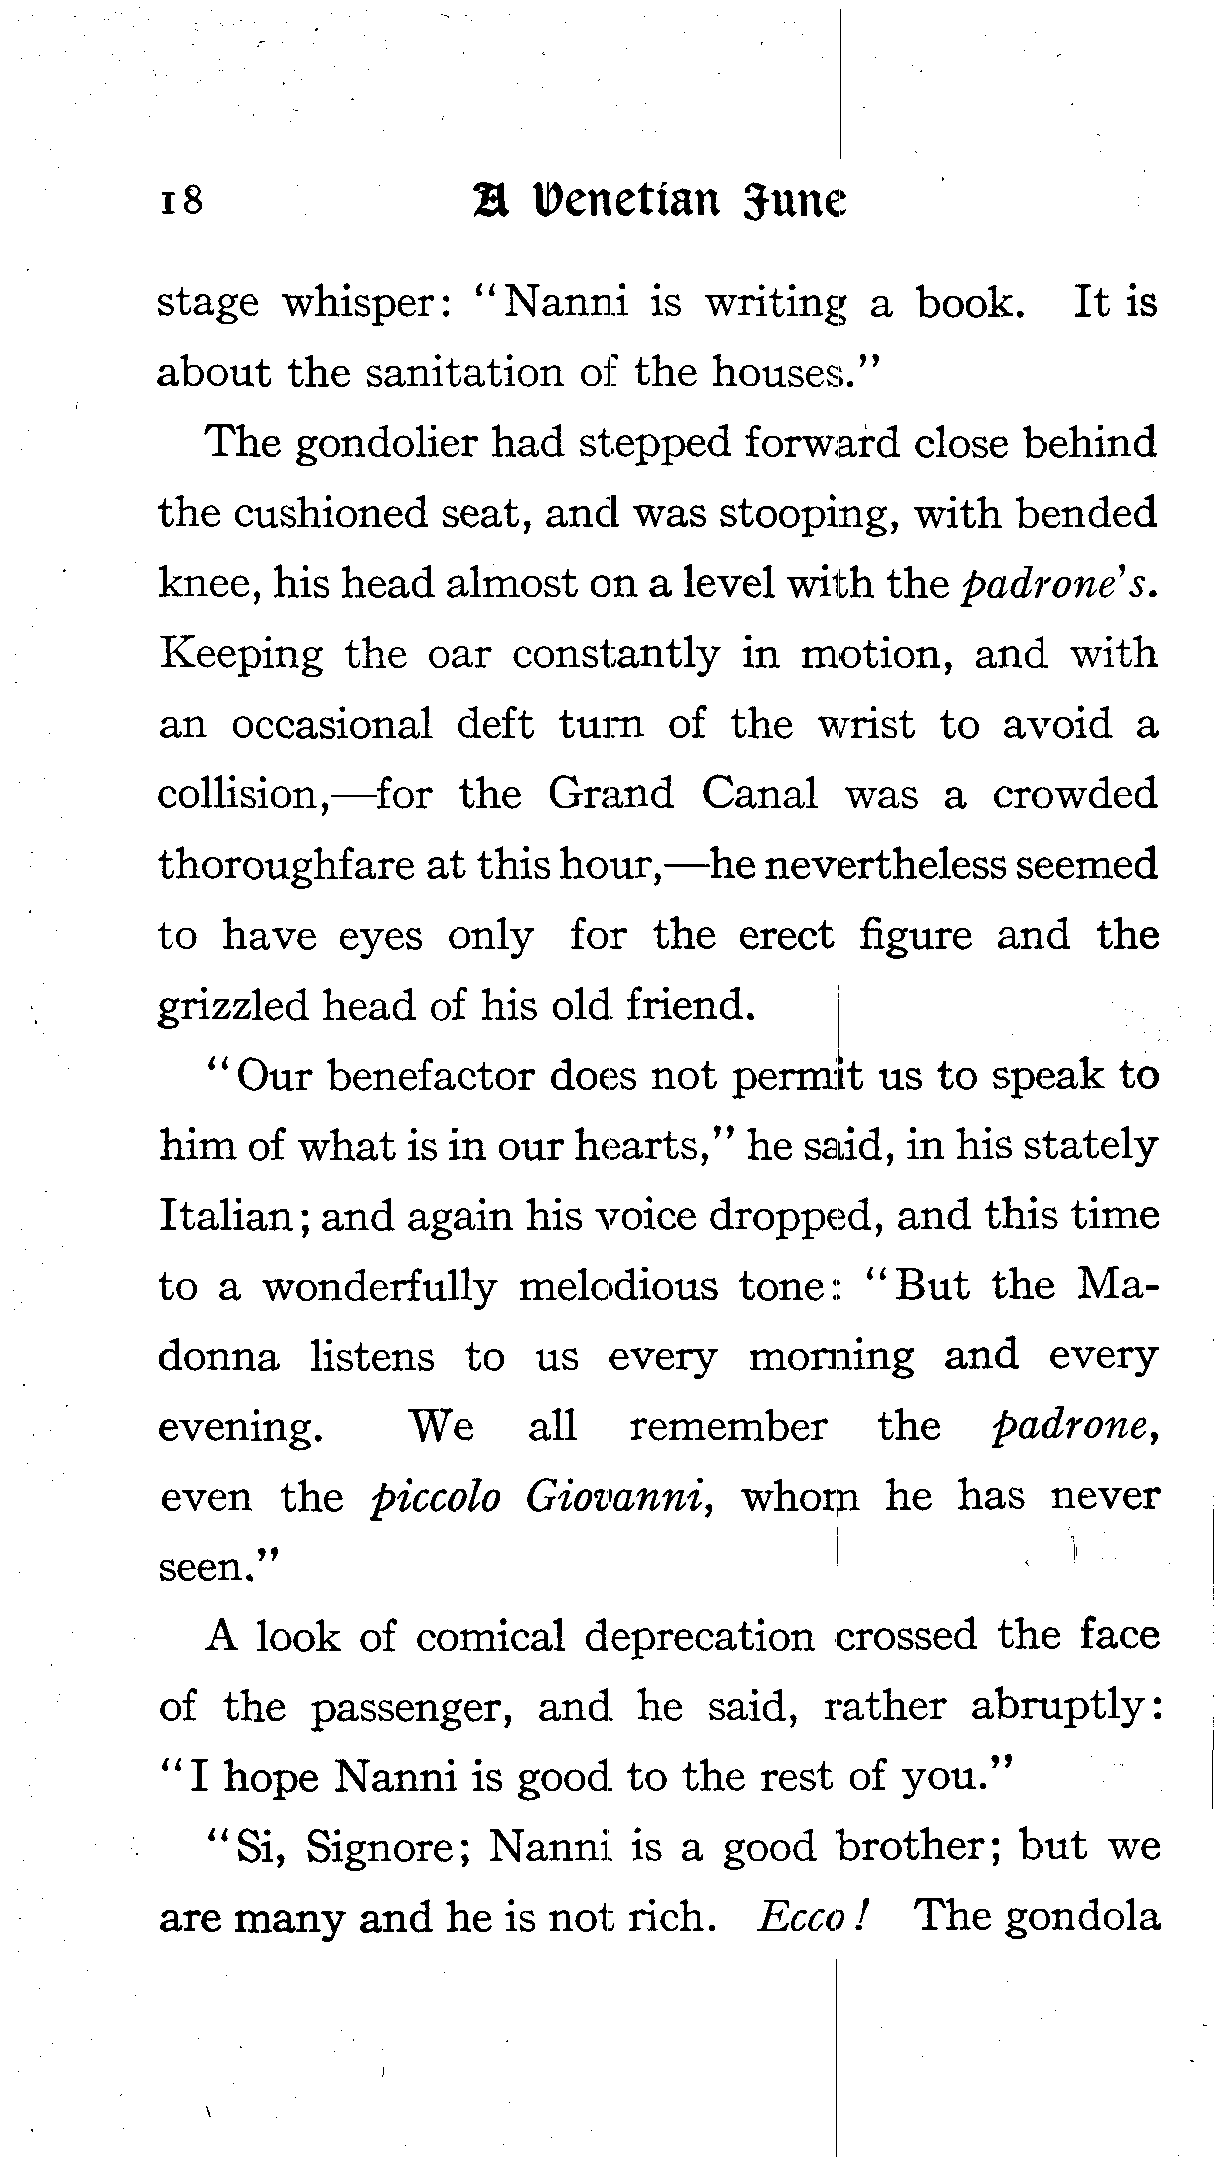 18 A Venetian June
stage whisper: "Nanni is writing a book. It is
about the sanitation of the houses."
The gondolier had stepped forward close behind
the cushioned seat, and was stooping, with bended
knee, his head almost on a level with the padrone's.
Keeping the oar constantly in motion, and with
an occasional deft turn of the wrist to avoid a
collision,—for the Grand Canal was a crowded
thoroughfare at this hour,—he nevertheless seemed
to have eyes only for the erect figure and the
grizzled head of his old friend.
"Our benefactor does not permit us to speak to
him of what is in our hearts," he said, in his stately
Italian; and again his voice dropped, and this time
to a wonderfully melodious tone: "But the Ma-
donna listens to us every morning and every
evening. We all remember the padrone,
even the piccolo Giovanni, whom he has never
seen."
A look of comical deprecation crossed the face
of the passenger, and he said, rather abruptly:
"I hope Nanni is good to the rest of you."
"Si, Signore; Nanni is a good brother; but we
are many and he is not rich. Ecco! The gondola